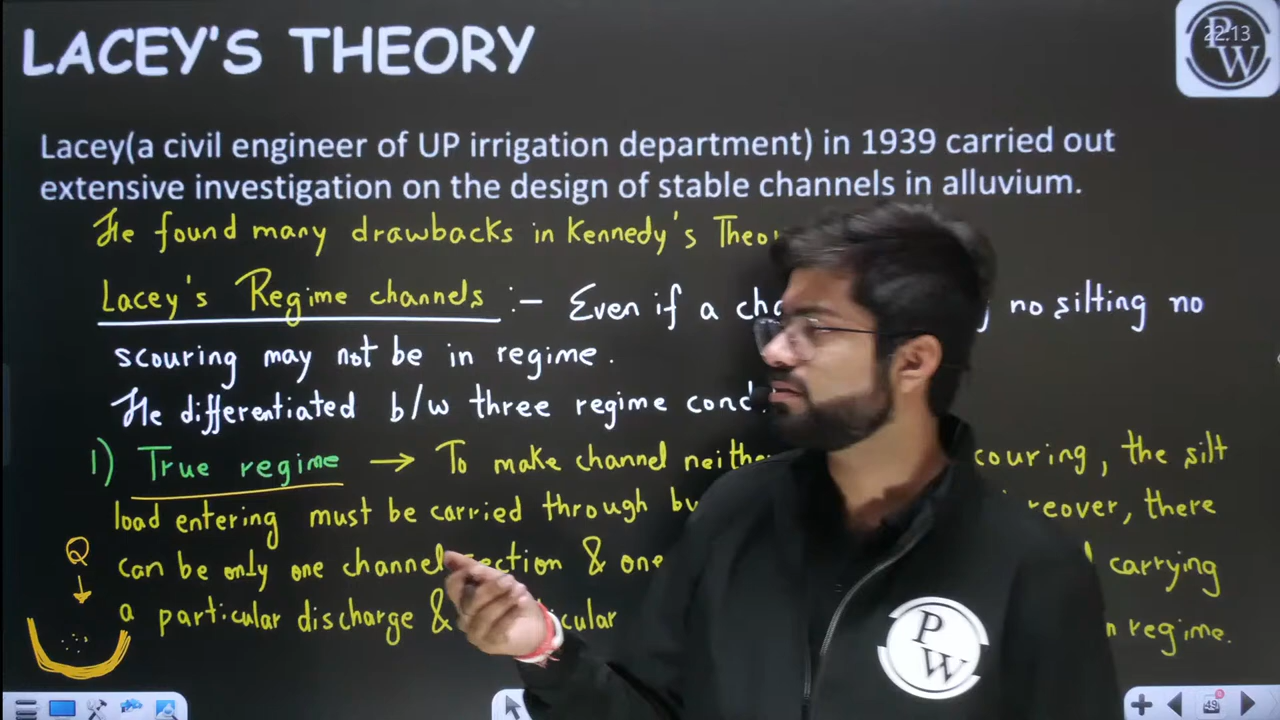 LACEY'S THEORY
22:13
P W
Lacey(a civil engineer of UP irrigation department) in 1939 carried out
extensive investigation on the design of stable channels in alluvium.
He found many drawbacks in Kennedy's
Lacey's Regime channels :- Even if a no silting no
scouring may not be in regime.
He differentiated b/w three regime
1) True regime → To make channel the silt
load entering must be carried through there
Q can be only one channel & one carrying
a particular discharge & regime.
P W
49